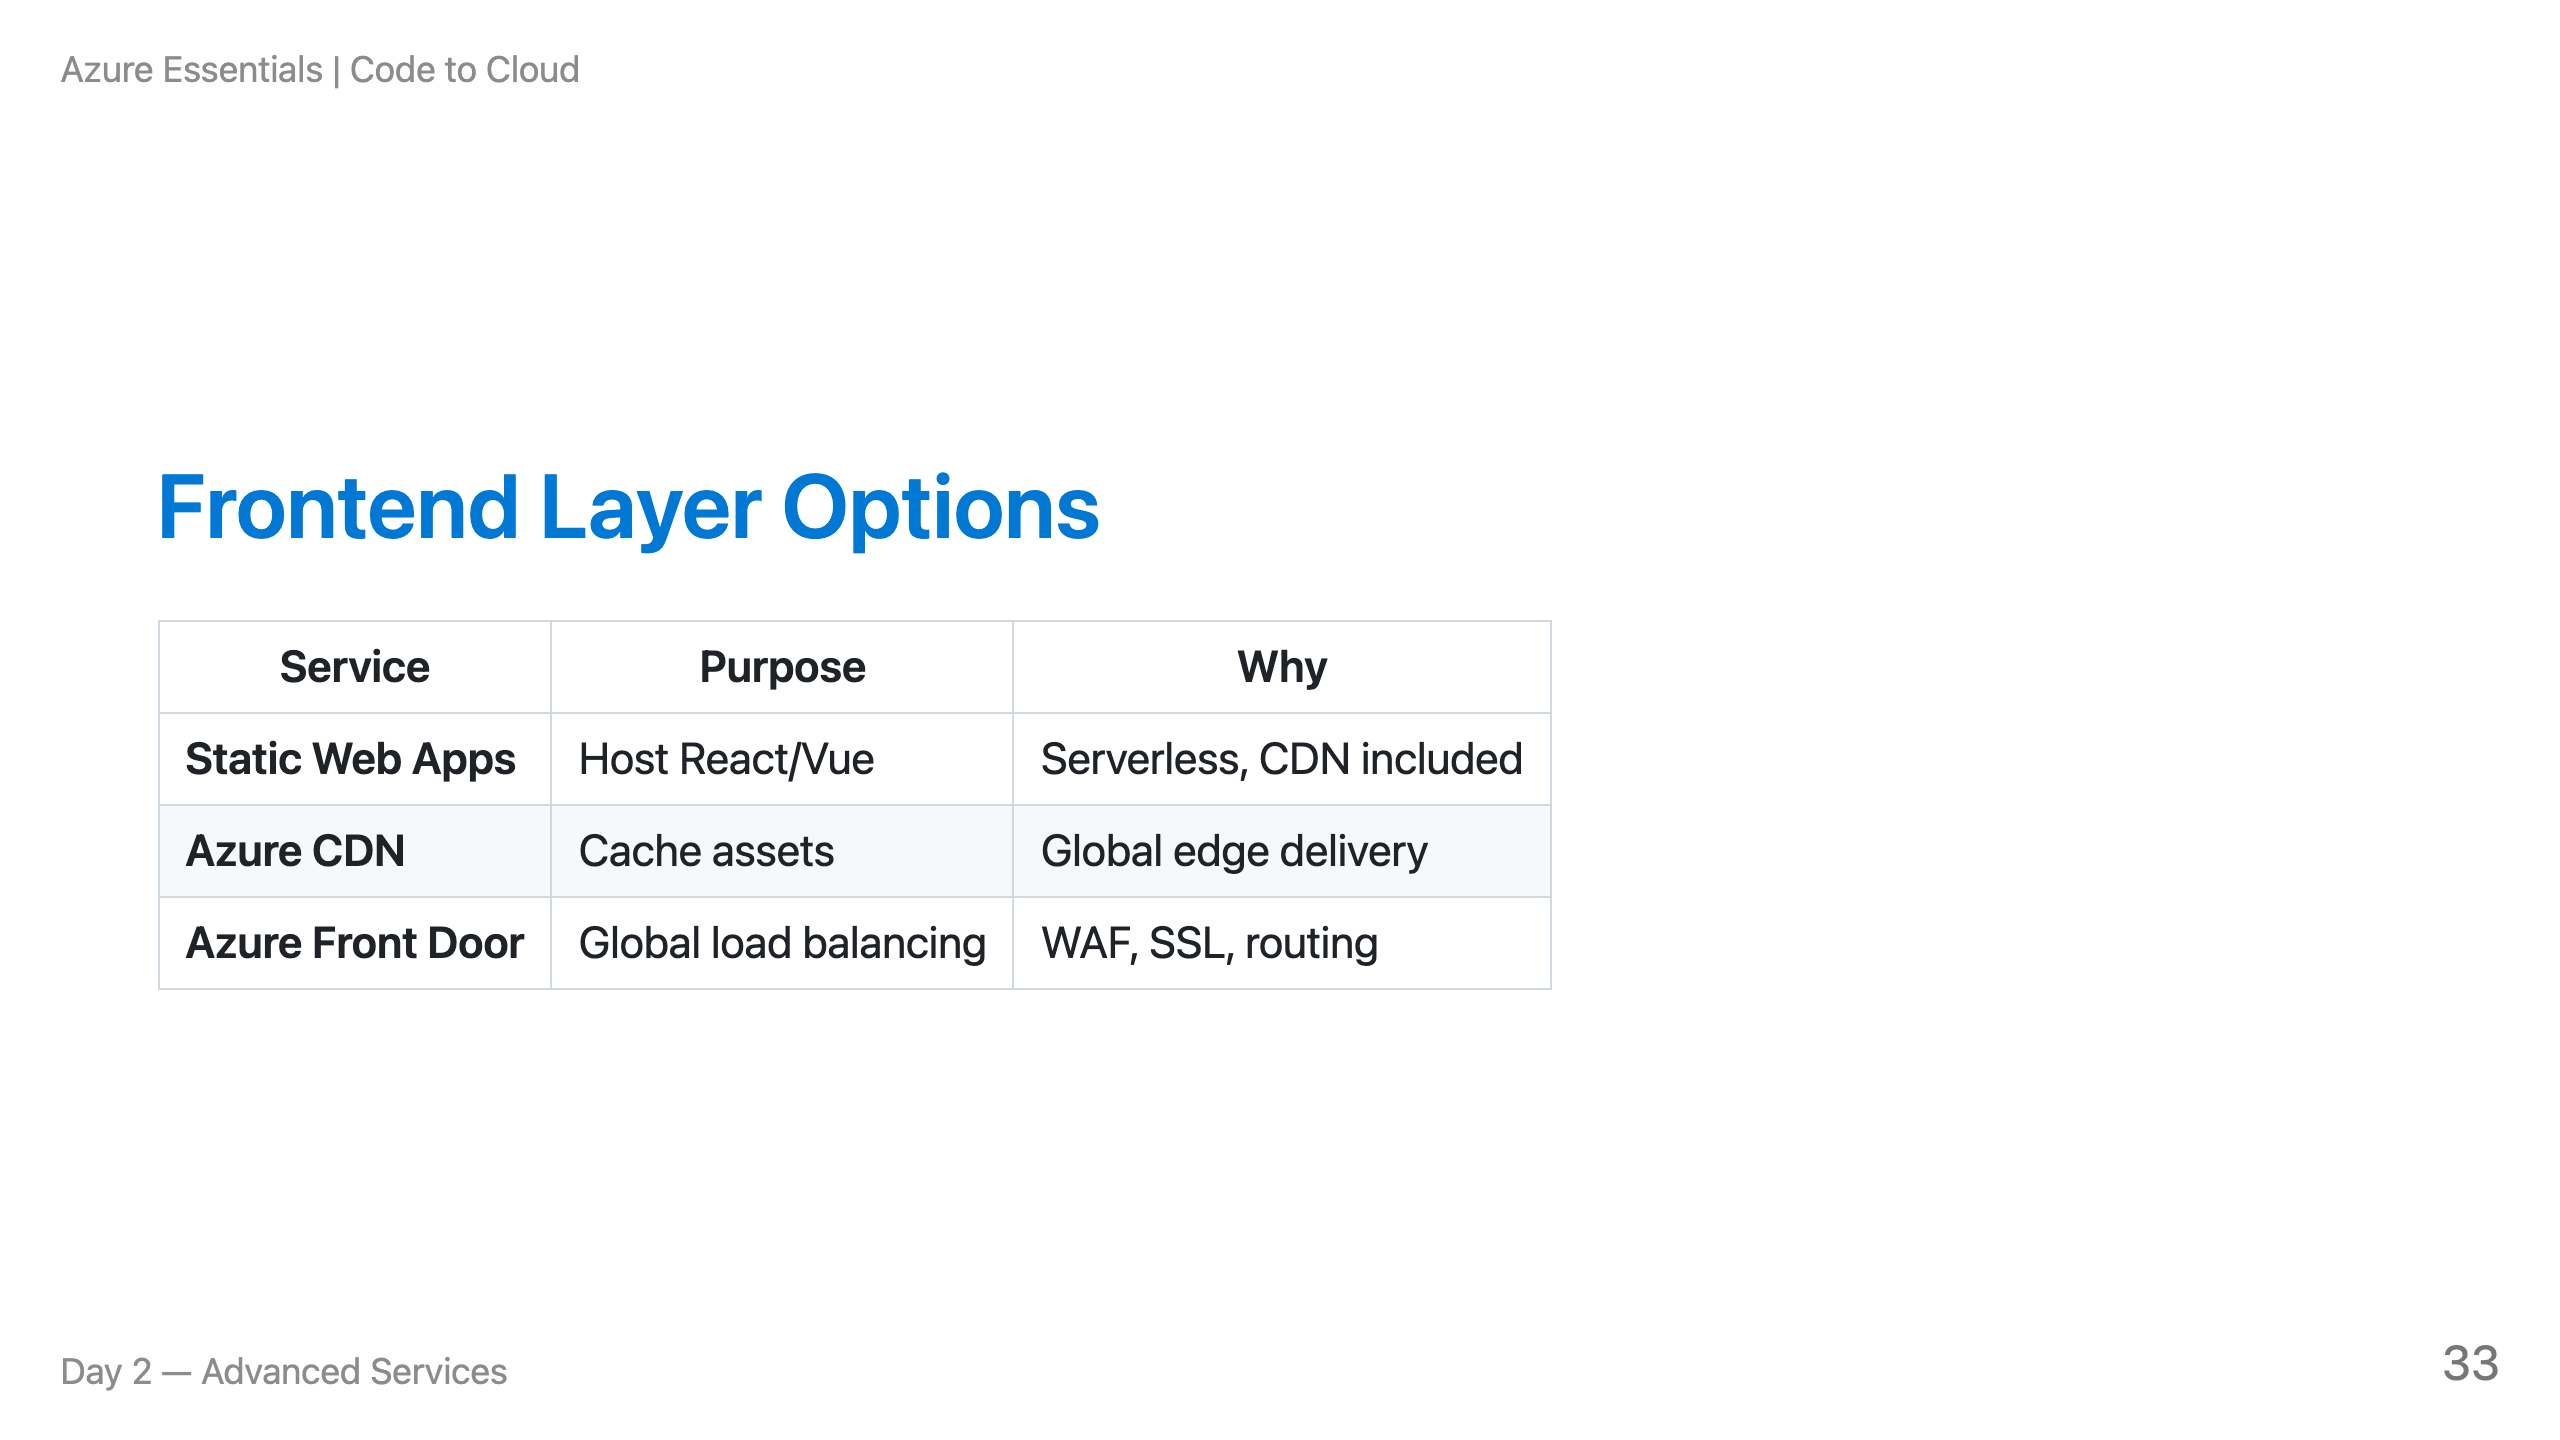 Azure Essentials | Code to Cloud
Frontend Layer Options
Service Purpose Why
Static Web Apps Host React/Vue Serverless, CDN included
Azure CDN Cache assets Global edge delivery
Azure Front Door Global load balancing WAF, SSL, routing
Day 2 — Advanced Services 33